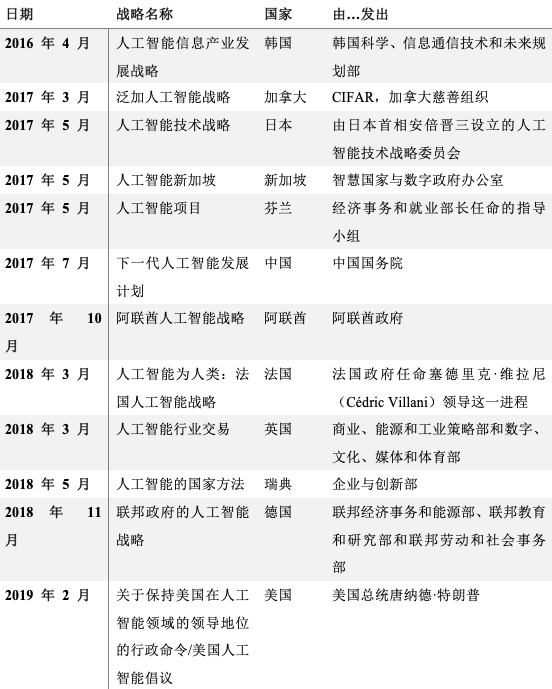 日期 战略名称 国家 由…发出
2016 年 4 月 人工智能信息产业发 韩国 韩国科学、信息通信技术和未来规
展战略 划部
2017 年 3 月 泛加人工智能战略 加拿大 CIFAR，加拿大慈善组织
2017 年 5 月 人工智能技术战略 日本 由日本首相安倍晋三设立的人工
智能技术战略委员会
2017 年 5 月 人工智能新加坡 新加坡 智慧国家与数字政府办公室
2017 年 5 月 人工智能项目 芬兰 经济事务和就业部长任命的指导
小组
2017 年 7 月 下一代人工智能发展 中国 中国国务院
计划
2017 年 10 阿联酋人工智能战略 阿联酋 阿联酋政府
月
2018 年 3 月 人工智能为人类：法 法国 法国政府任命塞德里克·维拉尼
国人工智能战略 （Cédric Villani）领导这一进程
2018 年 3 月 人工智能行业交易 英国 商业、能源和工业策略部和数字、
文化、媒体和体育部
2018 年 5 月 人工智能的国家方法 瑞典 企业与创新部
2018 年 11 联邦政府的人工智能 德国 联邦经济事务和能源部、联邦教育
月 战略 和研究部和联邦劳动和社会事务
部
2019 年 2 月 关于保持美国在人工 美国 美国总统唐纳德·特朗普
智能领域的领导地位
的行政命令/美国人工
智能倡议